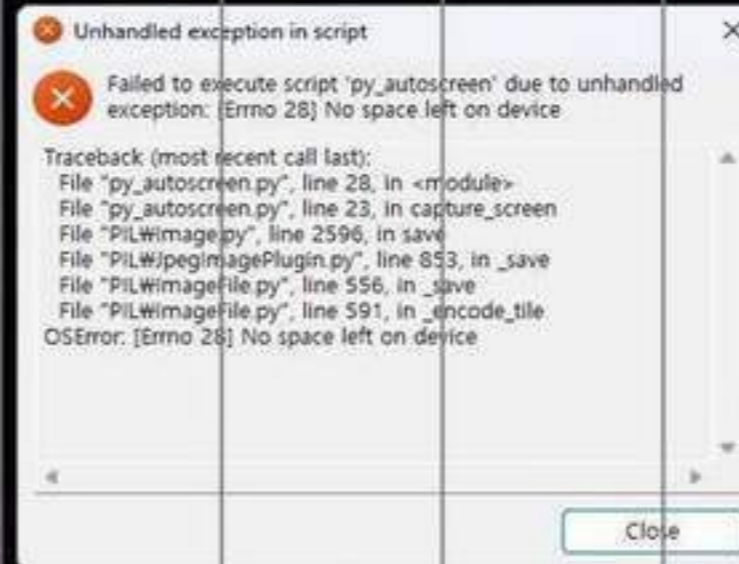 Unhandled exception in script
Failed to execute script 'py_autoscreen' due to unhandled
exception: [Errno 28] No space left on device
Traceback (most recent call last):
File "py_autoscreen.py", line 28, in <module>
File "py_autoscreen.py", line 23, in capture_screen
File "PIL₩Image.py", line 2596, in save
File "PIL₩JpegImagePlugin.py", line 853, in _save
File "PIL₩ImageFile.py", line 556, in _save
File "PIL₩ImageFile.py", line 591, in _encode_tile
OSError: [Errno 28] No space left on device
Close